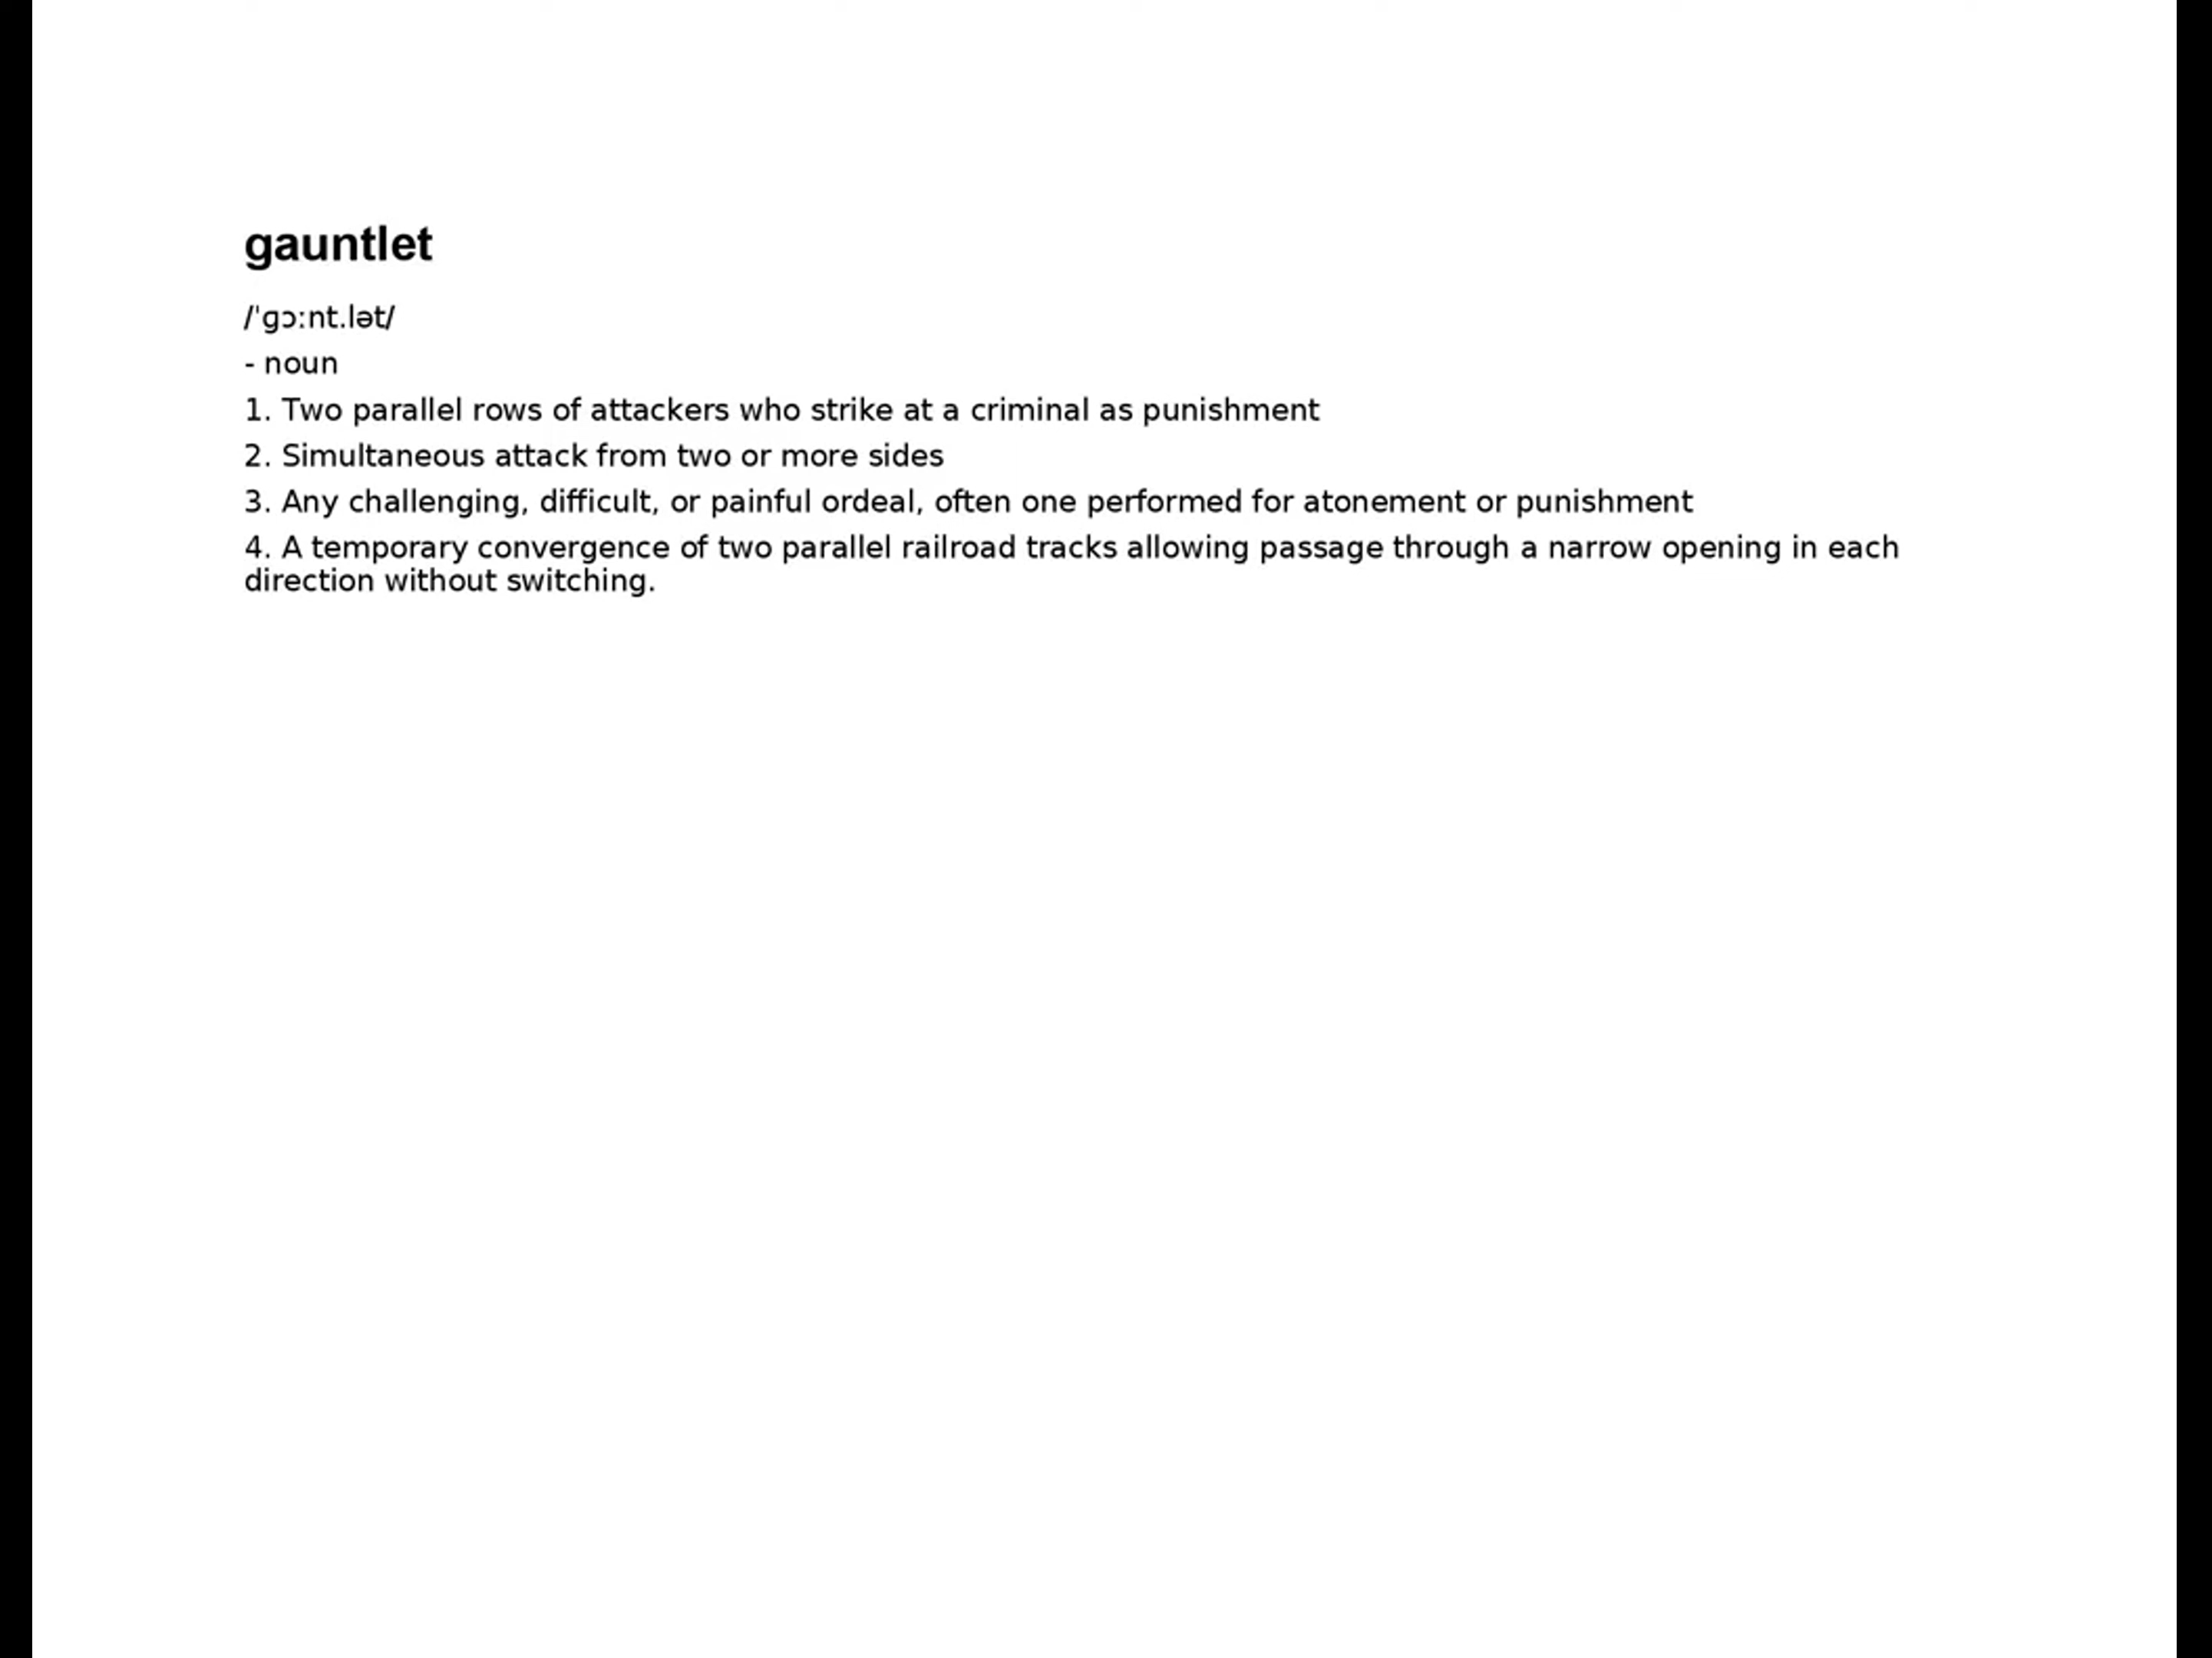 gauntlet
/ˈɡɔːnt.lət/
- noun
1. Two parallel rows of attackers who strike at a criminal as punishment
2. Simultaneous attack from two or more sides
3. Any challenging, difficult, or painful ordeal, often one performed for atonement or punishment
4. A temporary convergence of two parallel railroad tracks allowing passage through a narrow opening in each
direction without switching.